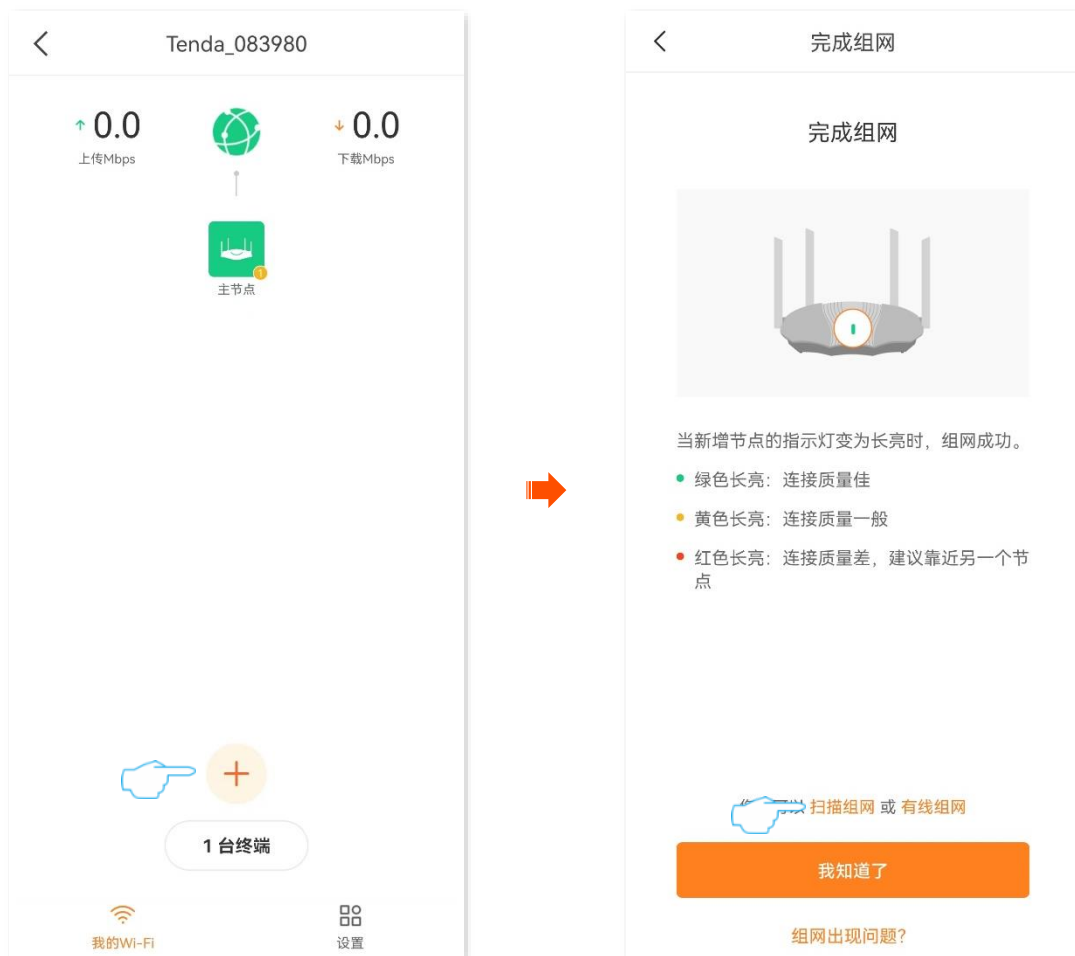 Tenda_083980
0.0
上传Mbps
0.0
下载Mbps
1
主节点
1 台终端
我的Wi-Fi
设置
完成组网
完成组网
当新增节点的指示灯变为长亮时，组网成功。
绿色长亮：连接质量佳
黄色长亮：连接质量一般
红色长亮：连接质量差，建议靠近另一个节
点
扫描组网 或 有线组网
我知道了
组网出现问题？